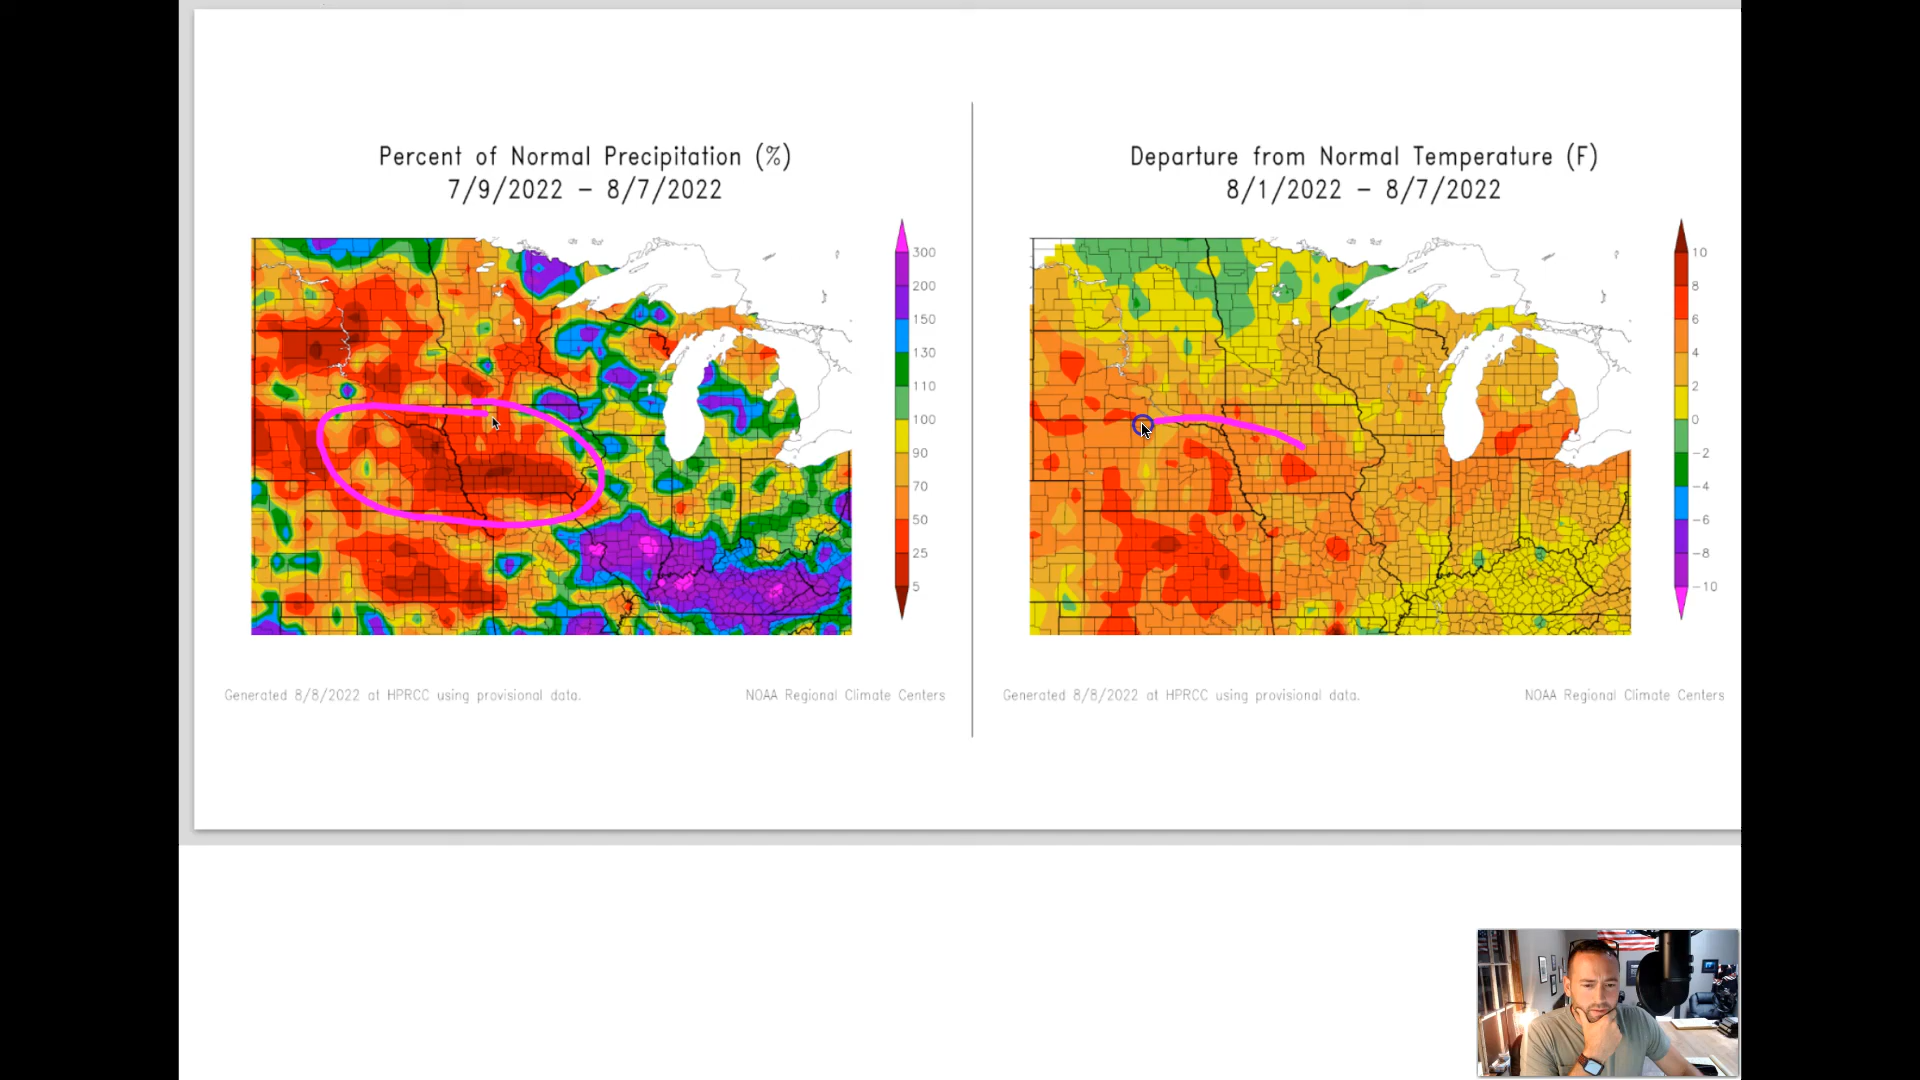 Percent of Normal Precipitation (%)
7/9/2022 – 8/7/2022
300
200
150
130
110
100
90
70
50
25
5
Generated 8/8/2022 at HPRCC using provisional data.
NOAA Regional Climate Centers
Departure from Normal Temperature (F)
8/1/2022 – 8/7/2022
10
8
6
4
2
0
-2
-4
-6
-8
-10
Generated 8/8/2022 at HPRCC using provisional data.
NOAA Regional Climate Centers